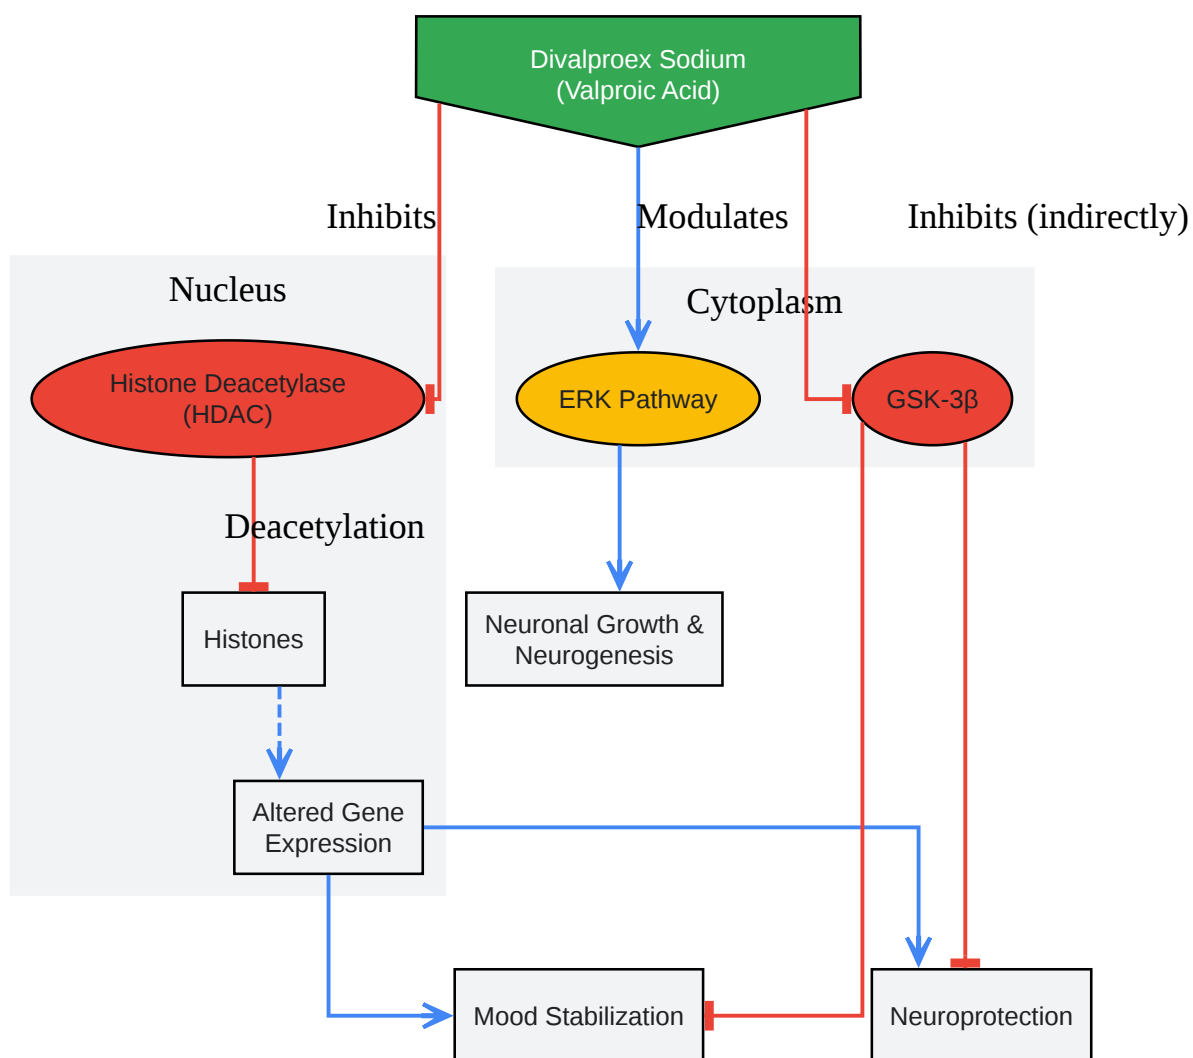 Divalproex Sodium
(Valproic Acid)
Inhibits
Modulates
Inhibits (indirectly)
Nucleus
Cytoplasm
Histone Deacetylase
(HDAC)
ERK Pathway
GSK-3β
Deacetylation
Histones
Neuronal Growth &
Neurogenesis
Altered Gene
Expression
Mood Stabilization
Neuroprotection